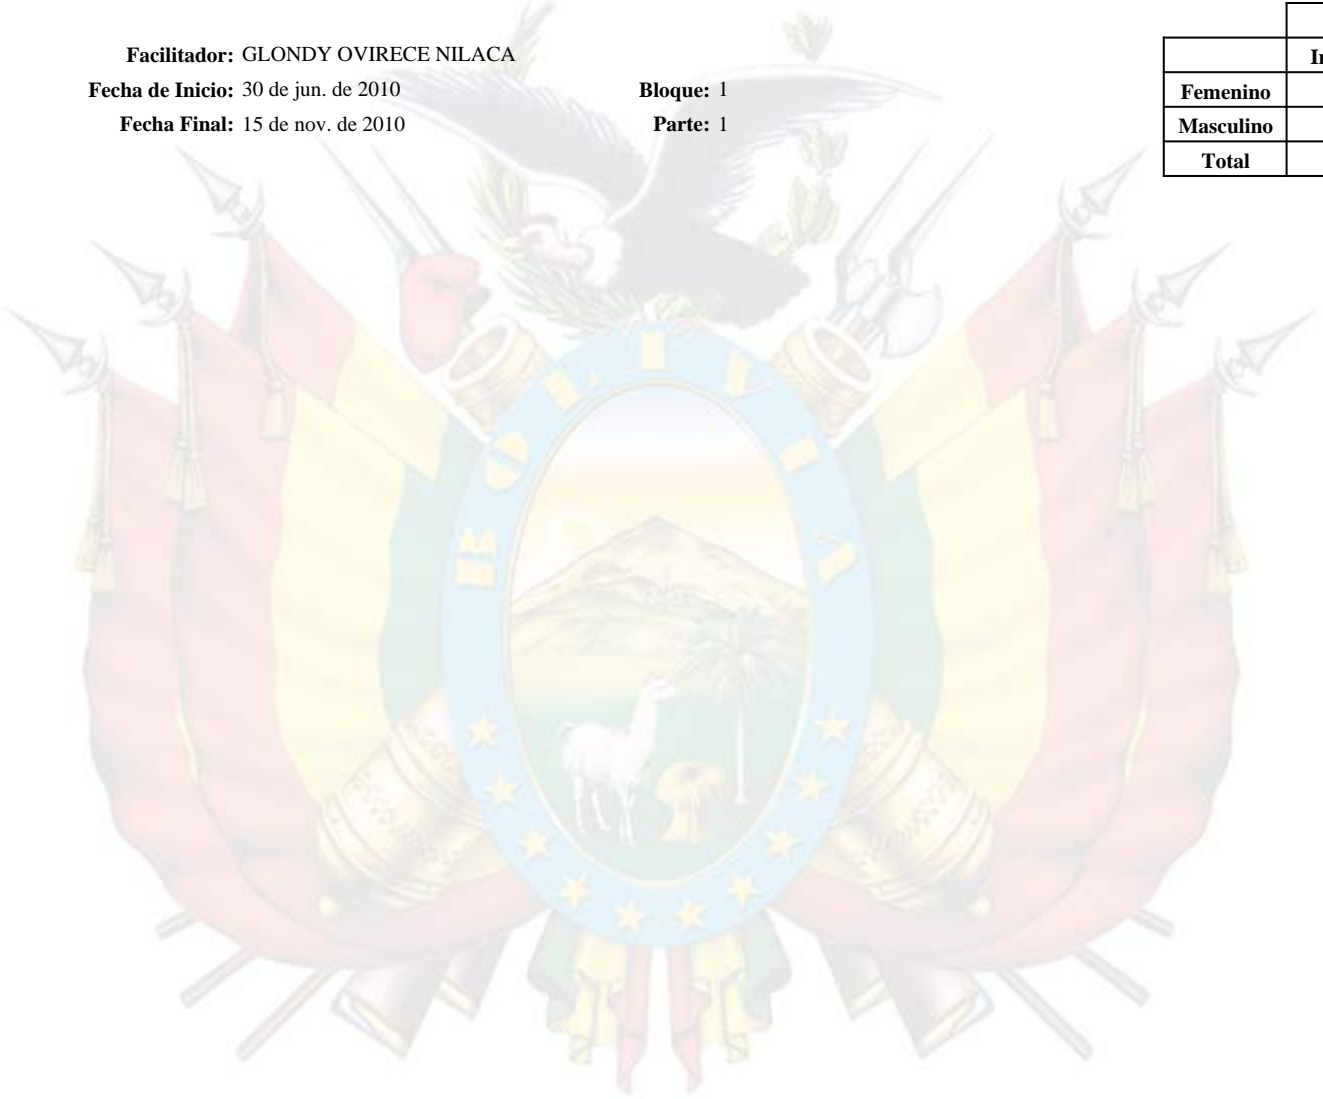 Facilitador: GLONDY OVIRECE NILACA
Fecha de Inicio: 30 de jun. de 2010 Bloque: 1
Fecha Final: 15 de nov. de 2010 Parte: 1
Femenino
Masculino
Total
BOLIVIA